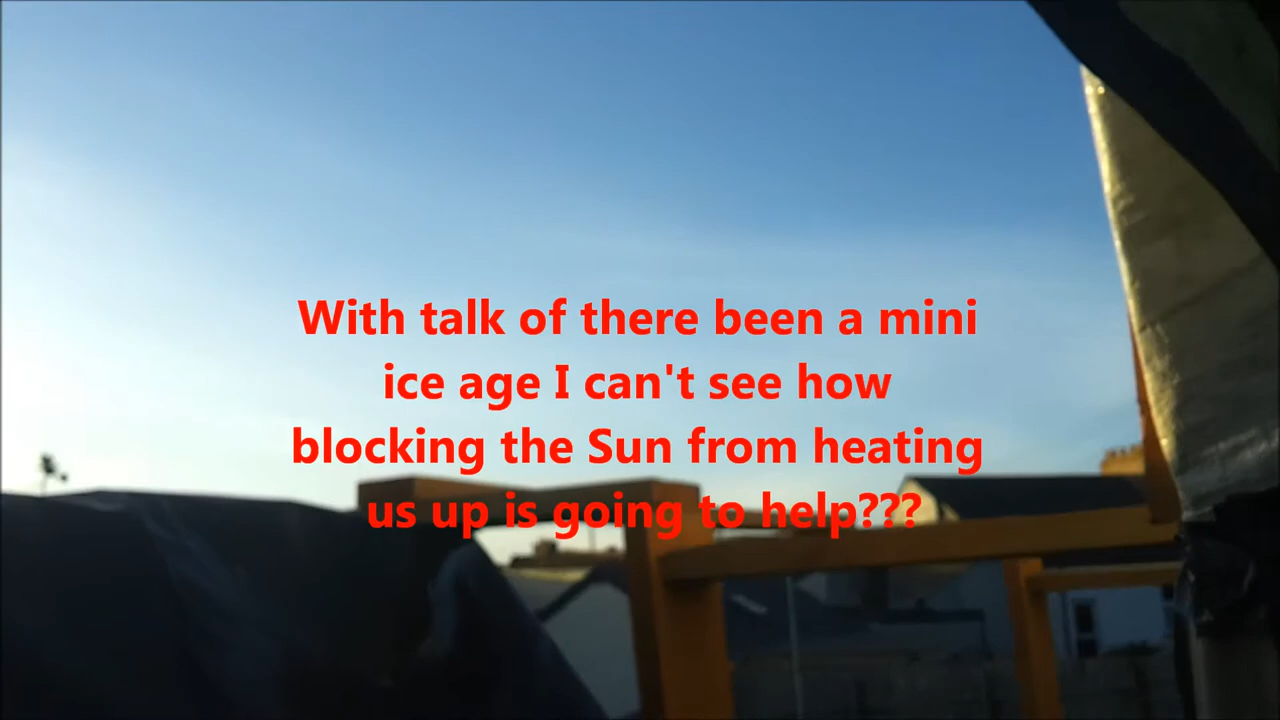 With talk of there been a mini
ice age I can't see how
blocking the Sun from heating
us up is going to help???